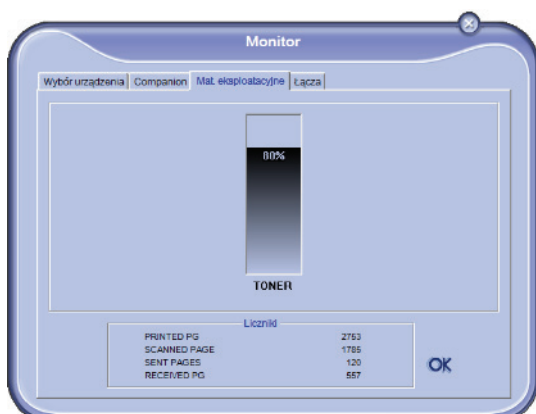 Monitor
Wybór urządzenia Companion Mat. eksploatacyjne Łącza
80%
TONER
Liczniki
PRINTED PG 2753
SCANNED PAGE 1785
SENT PAGES 120
RECEIVED PG 557
OK